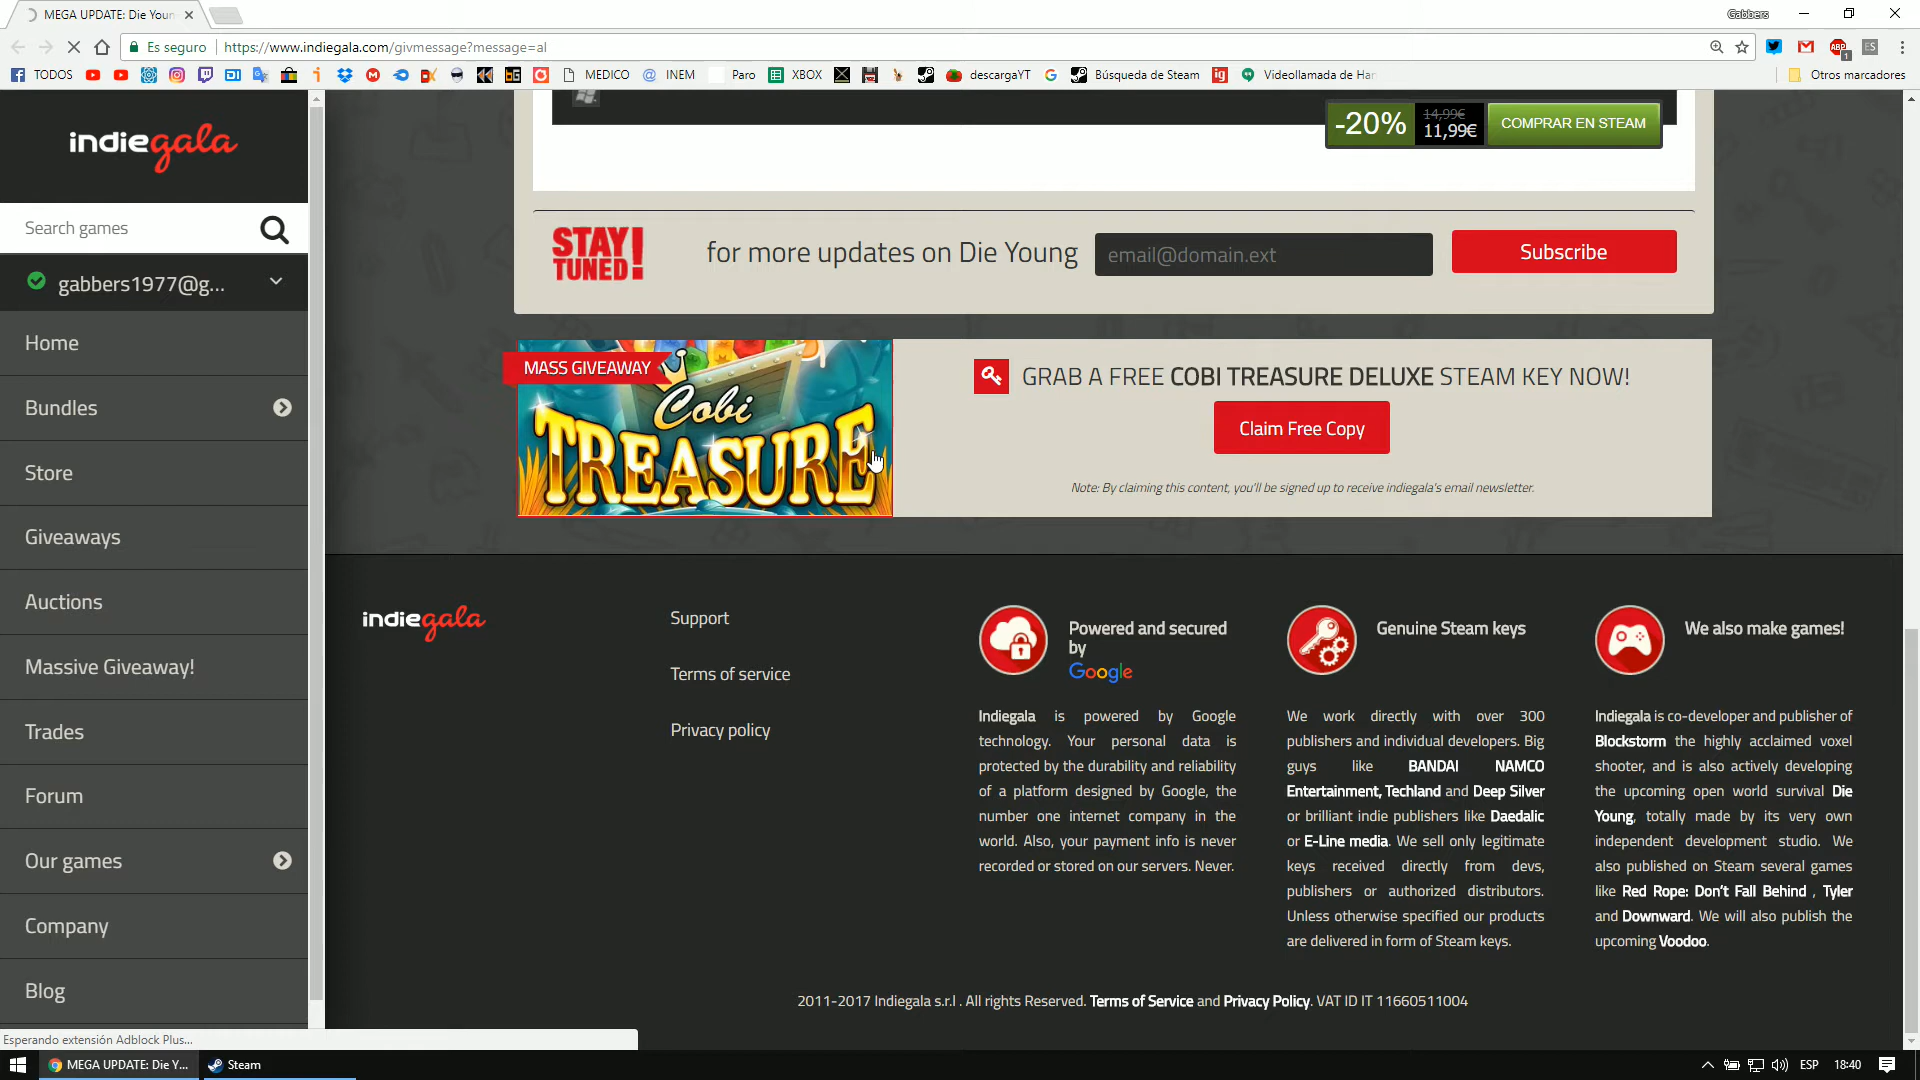 MEGA UPDATE: Die Youn
Gabbers
Es seguro
https://www.indiegala.com/givmessage?message=al
TODOS
MEDICO
INEM
Paro
XBOX
descargaYT
Búsqueda de Steam
Videollamada de Han
Otros marcadores
indiegala
Search games
gabbers1977@g...
Home
Bundles
Store
Giveaways
Auctions
Massive Giveaway!
Trades
Forum
Our games
Company
Blog
-20%
14,99€
11,99€
COMPRAR EN STEAM
STAY
TUNED!
for more updates on Die Young
email@domain.ext
Subscribe
MASS GIVEAWAY
Cobi
TREASURE
GRAB A FREE COBI TREASURE DELUXE STEAM KEY NOW!
Claim Free Copy
Note: By claiming this content, you'll be signed up to receive indiegala's email newsletter.
indiegala
Support
Terms of service
Privacy policy
Powered and secured
by
Google
Indiegala is powered by Google
technology. Your personal data is
protected by the durability and reliability
of a platform designed by Google, the
number one internet company in the
world. Also, your payment info is never
recorded or stored on our servers. Never.
Genuine Steam keys
We work directly with over 300
publishers and individual developers. Big
guys like BANDAI NAMCO
Entertainment, Techland and Deep Silver
or brilliant indie publishers like Daedalic
or E-Line media. We sell only legitimate
keys received directly from devs,
publishers or authorized distributors.
Unless otherwise specified our products
are delivered in form of Steam keys.
We also make games!
Indiegala is co-developer and publisher of
Blockstorm the highly acclaimed voxel
shooter, and is also actively developing
the upcoming open world survival Die
Young, totally made by its very own
independent development studio. We
also published on Steam several games
like Red Rope: Don't Fall Behind , Tyler
and Downward. We will also publish the
upcoming Voodoo.
2011-2017 Indiegala s.r.l . All rights Reserved. Terms of Service and Privacy Policy. VAT ID IT 11660511004
Esperando extensión Adblock Plus...
MEGA UPDATE: Die Y...
Steam
ESP
18:40